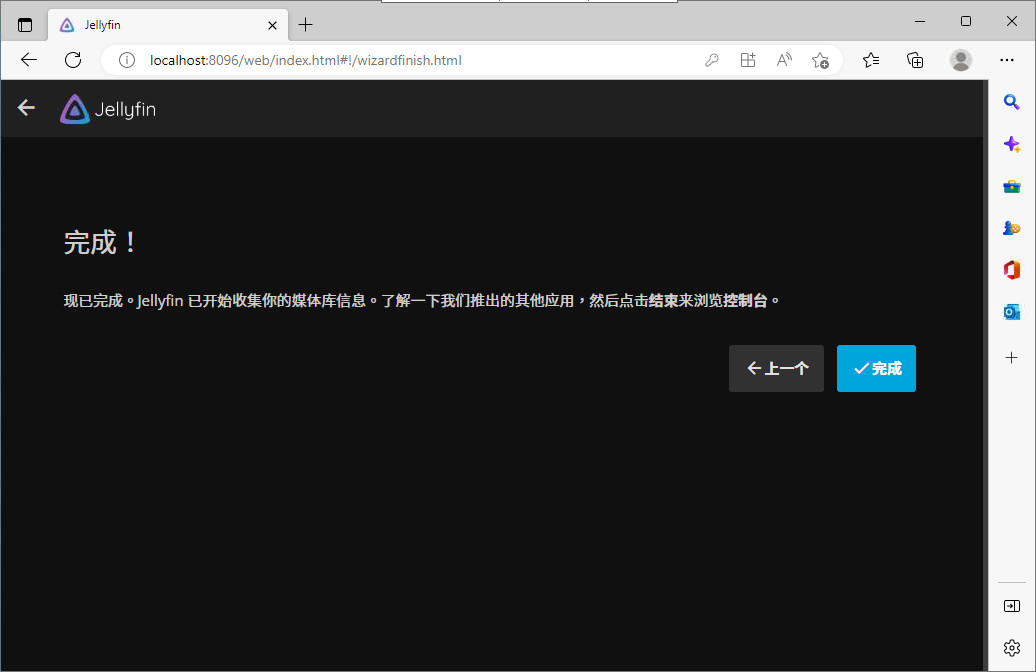 Jellyfin
localhost:8096/web/index.html#!/wizardfinish.html
Jellyfin
完成！
现已完成。Jellyfin 已开始收集你的媒体库信息。了解一下我们推出的其他应用，然后点击结束来浏览控制台。
上一个
完成